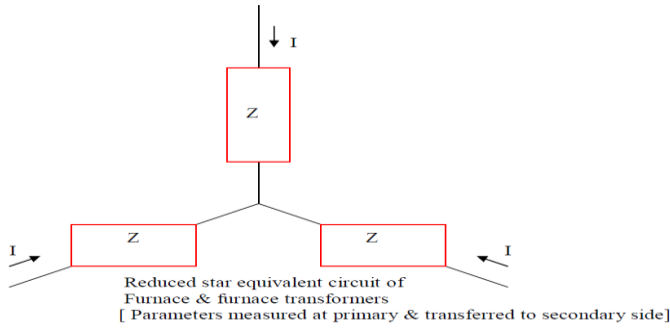 I
Z
I
Z
Z
I
Reduced star equivalent circuit of
Furnace & furnace transformers
[ Parameters measured at primary & transferred to secondary side]